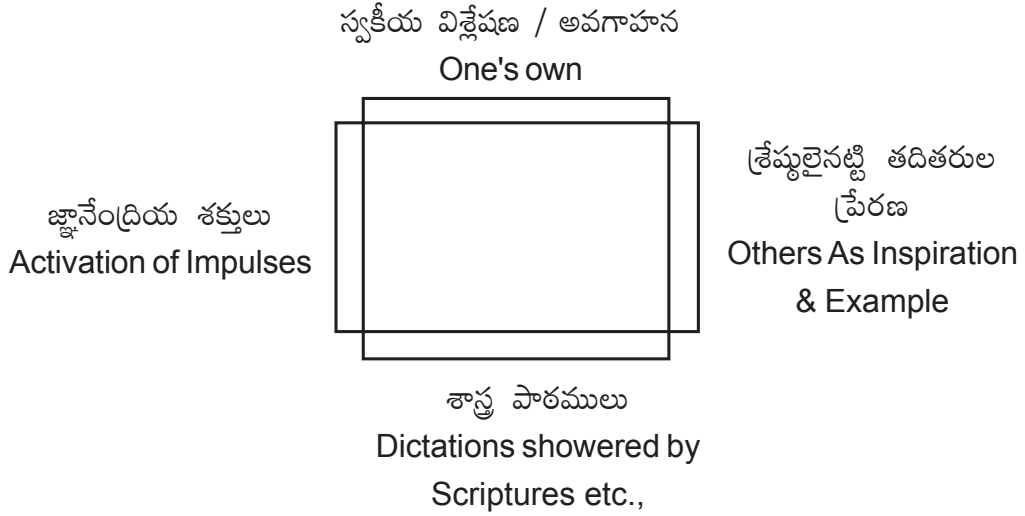 స్వకీయ విశ్లేషణ / అవగాహన
One's own
జ్ఞానేంద్రియ శక్తులు
Activation of Impulses
శ్రేష్ఠులైనట్టి తదితరుల
ప్రేరణ
Others As Inspiration
& Example
శాస్త్ర పాఠములు
Dictations showered by
Scriptures etc.,